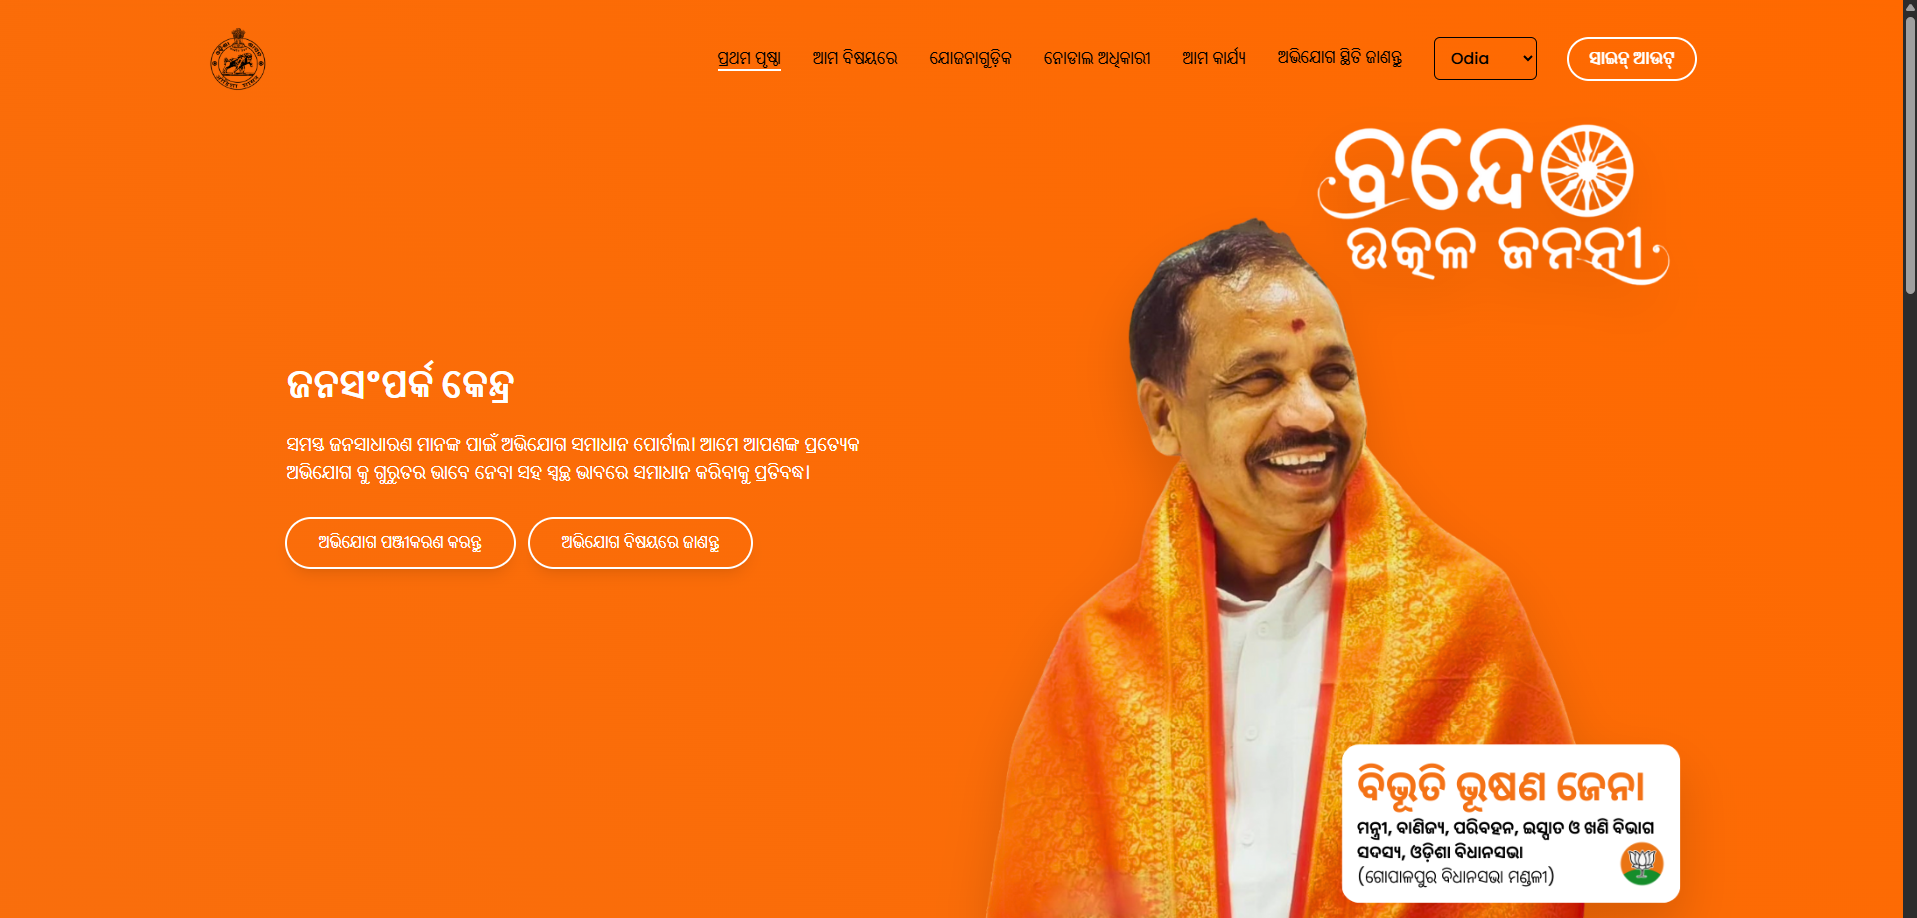 ପ୍ରଥମ ପୃଷ୍ଠା
ଆମ ବିଷୟରେ
ଯୋଜନାଗୁଡ଼ିକ
ନୋଡାଲ ଅଧିକାରୀ
ଆମ କାର୍ଯ୍ୟ
ଅଭିଯୋଗ ସ୍ଥିତି ଜାଣନ୍ତୁ
Odia
ସାଇନ୍ ଆଉଟ୍
ବନ୍ଦେ
ଉତ୍କଳ ଜନନୀ
ଜନସଂପର୍କ କେନ୍ଦ୍ର
ସମସ୍ତ ଜନସାଧାରଣ ମାନଙ୍କ ପାଇଁ ଅଭିଯୋଗ ସମାଧାନ ପୋର୍ଟାଲ। ଆମେ ଆପଣଙ୍କ ପ୍ରତ୍ୟେକ
ଅଭିଯୋଗ କୁ ଗୁରୁତର ଭାବେ ନେବା ସହ ସ୍ବଚ୍ଛ ଭାବରେ ସମାଧାନ କରିବାକୁ ପ୍ରତିବଦ୍ଧ।
ଅଭିଯୋଗ ପଞ୍ଜୀକରଣ କରନ୍ତୁ
ଅଭିଯୋଗ ବିଷୟରେ ଜାଣନ୍ତୁ
ବିଭୂତି ଭୂଷଣ ଜେନା
ମନ୍ତ୍ରୀ, ବାଣିଜ୍ୟ, ପରିବହନ, ଇସ୍ପାତ ଓ ଖଣି ବିଭାଗ
ସଦସ୍ୟ, ଓଡ଼ିଶା ବିଧାନସଭା
(ଗୋପାଳପୁର ବିଧାନସଭା ମଣ୍ଡଳୀ)